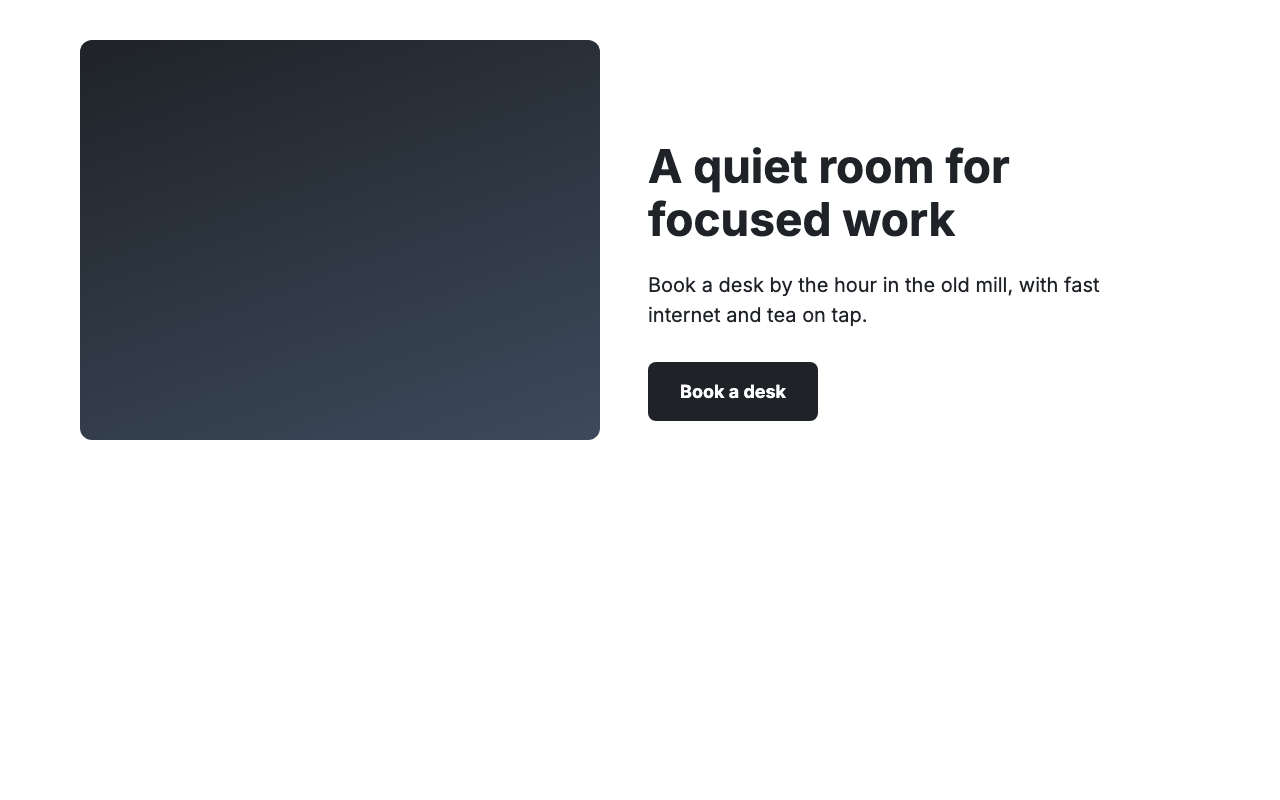 A quiet room for
focused work
Book a desk by the hour in the old mill, with fast
internet and tea on tap.
Book a desk